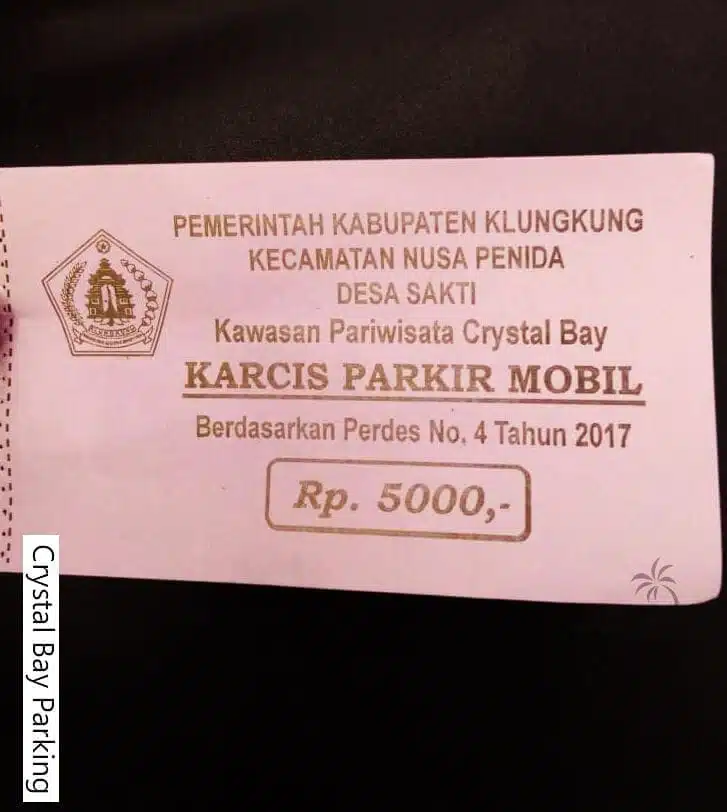 PEMERINTAH KABUPATEN KLUNGKUNG
KECAMATAN NUSA PENIDA
DESA SAKTI
Kawasan Pariwisata Crystal Bay
KARCIS PARKIR MOBIL
Berdasarkan Perdes No. 4 Tahun 2017
Rp. 5000,-
KLUNGKUNG
Crystal Bay Parking